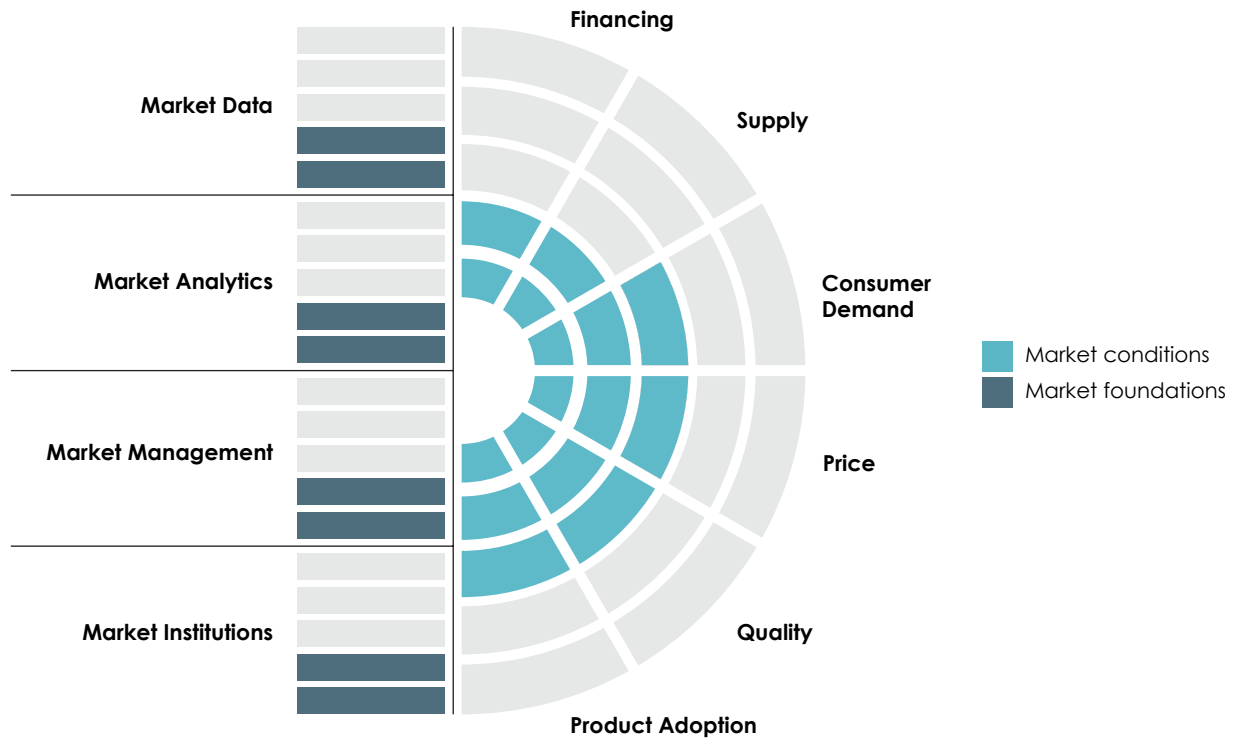 Financing
Market Data
Supply
Market Analytics
Consumer
Demand
Market conditions
Market foundations
Market Management
Price
Market Institutions
Quality
Product Adoption